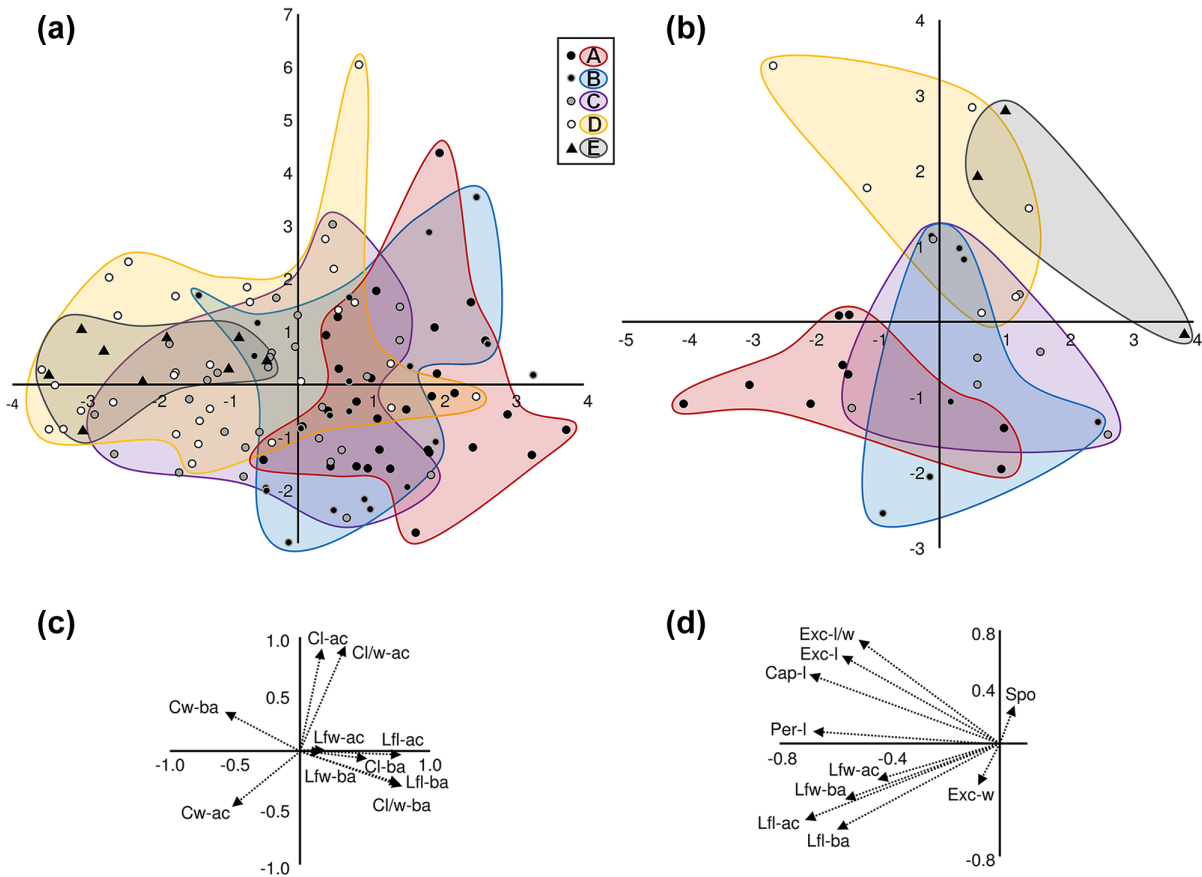 (a)
7
6
5
4
3
2
1
-1
-2
-4
-3
-2
-1
1
2
3
4
A
B
C
D
E
(b)
4
3
2
1
-1
-2
-3
-5
-4
-3
-2
-1
1
2
3
4
(c)
1.0
0.5
-0.5
-1.0
-1.0
-0.5
1.0
Cl-ac
Cl/w-ac
Cw-ba
Lfw-ac
Lfl-ac
Lfw-ba
Cl-ba
Lfl-ba
Cw-ac
Cl/w-ba
(d)
0.8
0.4
-0.8
-0.8
-0.4
Exc-l/w
Exc-l
Cap-l
Spo
Per-l
Lfw-ac
Lfw-ba
Exc-w
Lfl-ac
Lfl-ba